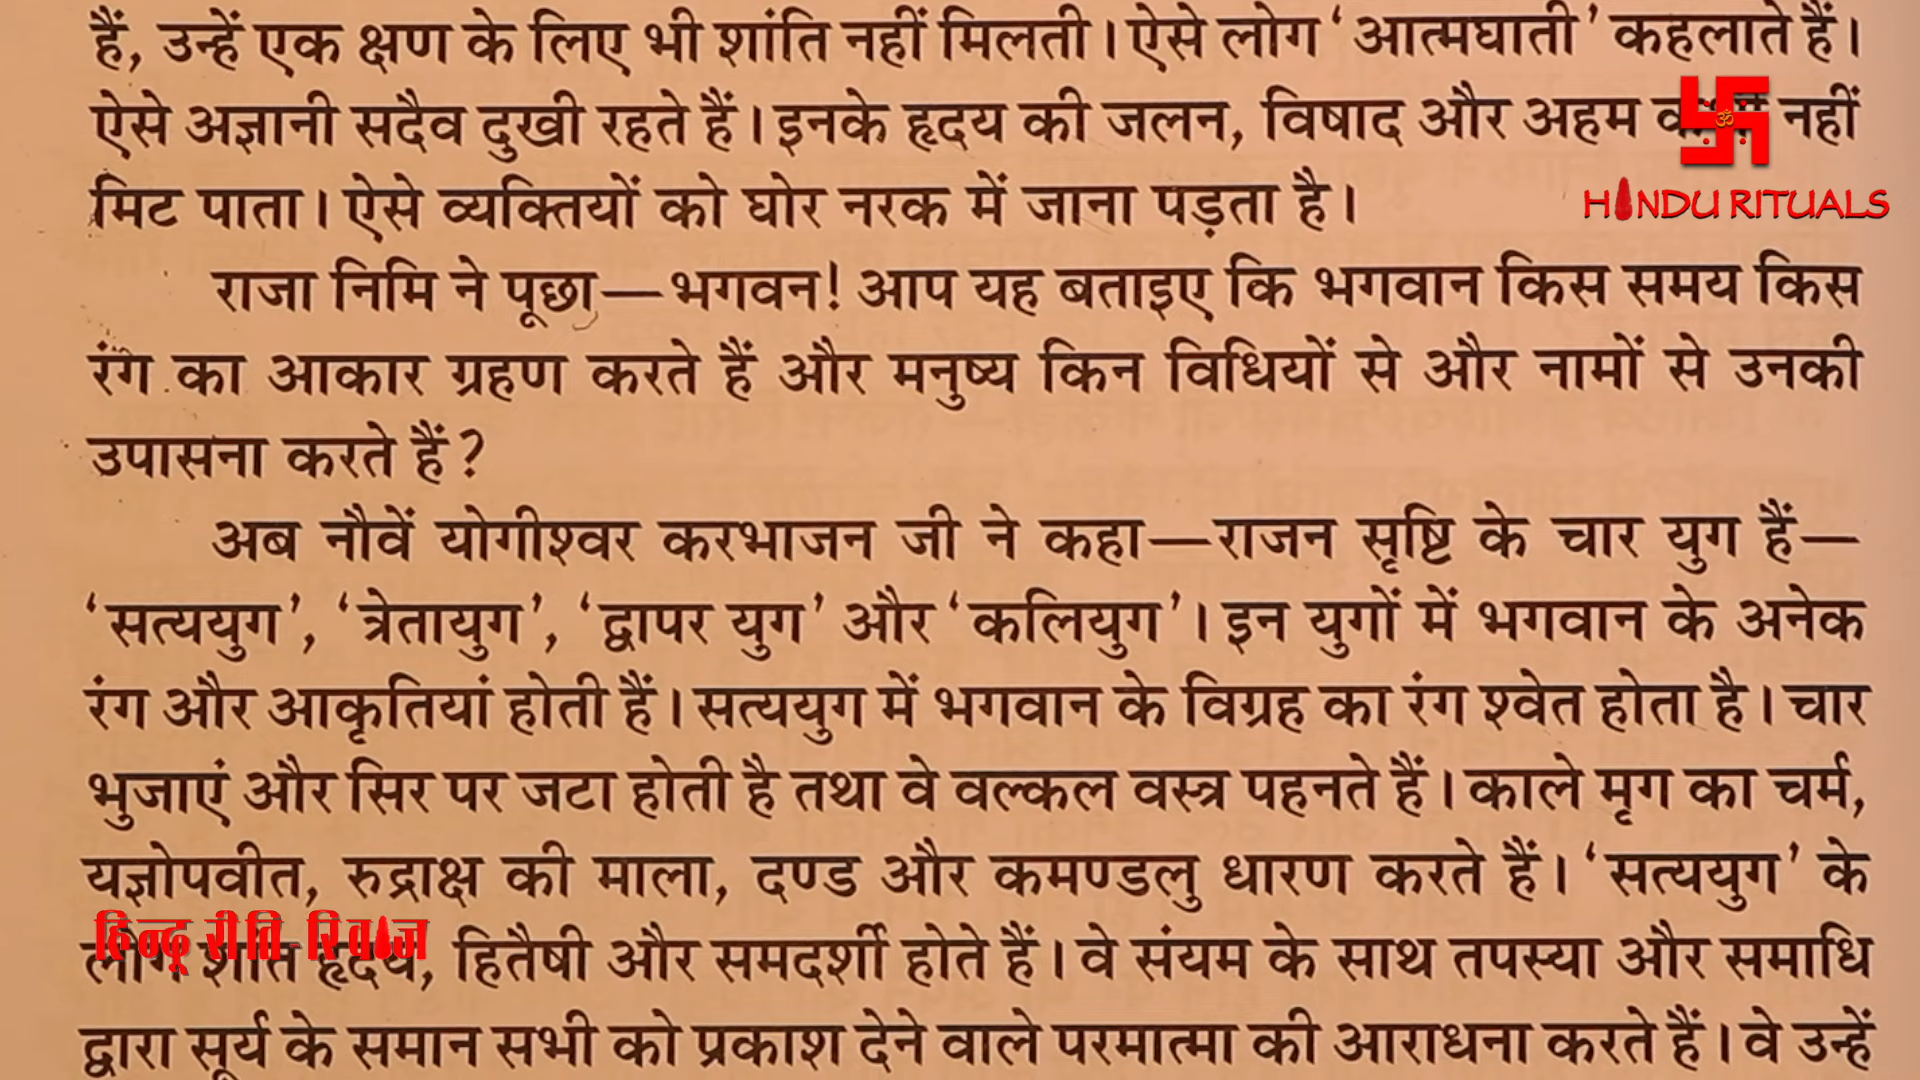 हैं, उन्हें एक क्षण के लिए भी शांति नहीं मिलती। ऐसे लोग ‘आत्मघाती’ कहलाते हैं।
ऐसे अज्ञानी सदैव दुखी रहते हैं। इनके हृदय की जलन, विषाद और अहम नहीं
मिट पाता। ऐसे व्यक्तियों को घोर नरक में जाना पड़ता है।
HINDU RITUALS
राजा निमि ने पूछा—भगवन! आप यह बताइए कि भगवान किस समय किस
रंग का आकार ग्रहण करते हैं और मनुष्य किन विधियों से और नामों से उनकी
उपासना करते हैं?
अब नौवें योगीश्वर करभाजन जी ने कहा—राजन सृष्टि के चार युग हैं—
‘सत्ययुग’, ‘त्रेतायुग’, ‘द्वापर युग’ और ‘कलियुग’। इन युगों में भगवान के अनेक
रंग और आकृतियां होती हैं। सत्ययुग में भगवान के विग्रह का रंग श्वेत होता है। चार
भुजाएं और सिर पर जटा होती है तथा वे वल्कल वस्त्र पहनते हैं। काले मृग का चर्म,
यज्ञोपवीत, रुद्राक्ष की माला, दण्ड और कमण्डलु धारण करते हैं। ‘सत्ययुग’ के
हिन्दू रीति-रिवाज
लोग शांत हृदय, हितैषी और समदर्शी होते हैं। वे संयम के साथ तपस्या और समाधि
द्वारा सूर्य के समान सभी को प्रकाश देने वाले परमात्मा की आराधना करते हैं। वे उन्हें